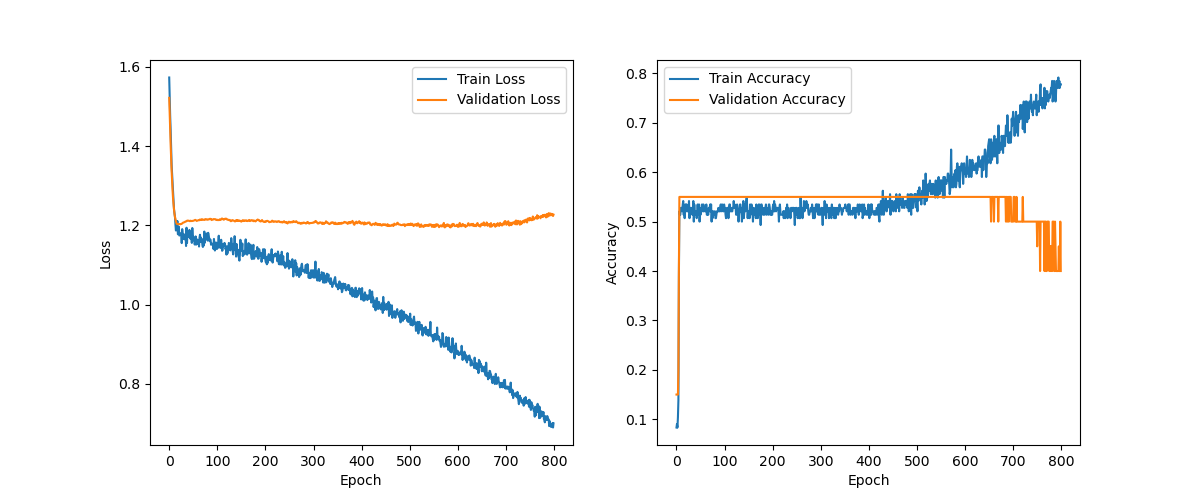 Train Loss
Validation Loss
1.6
1.4
1.2
1.0
0.8
Loss
0 100 200 300 400 500 600 700 800
Epoch
Train Accuracy
Validation Accuracy
0.8
0.7
0.6
0.5
0.4
0.3
0.2
0.1
Accuracy
0 100 200 300 400 500 600 700 800
Epoch